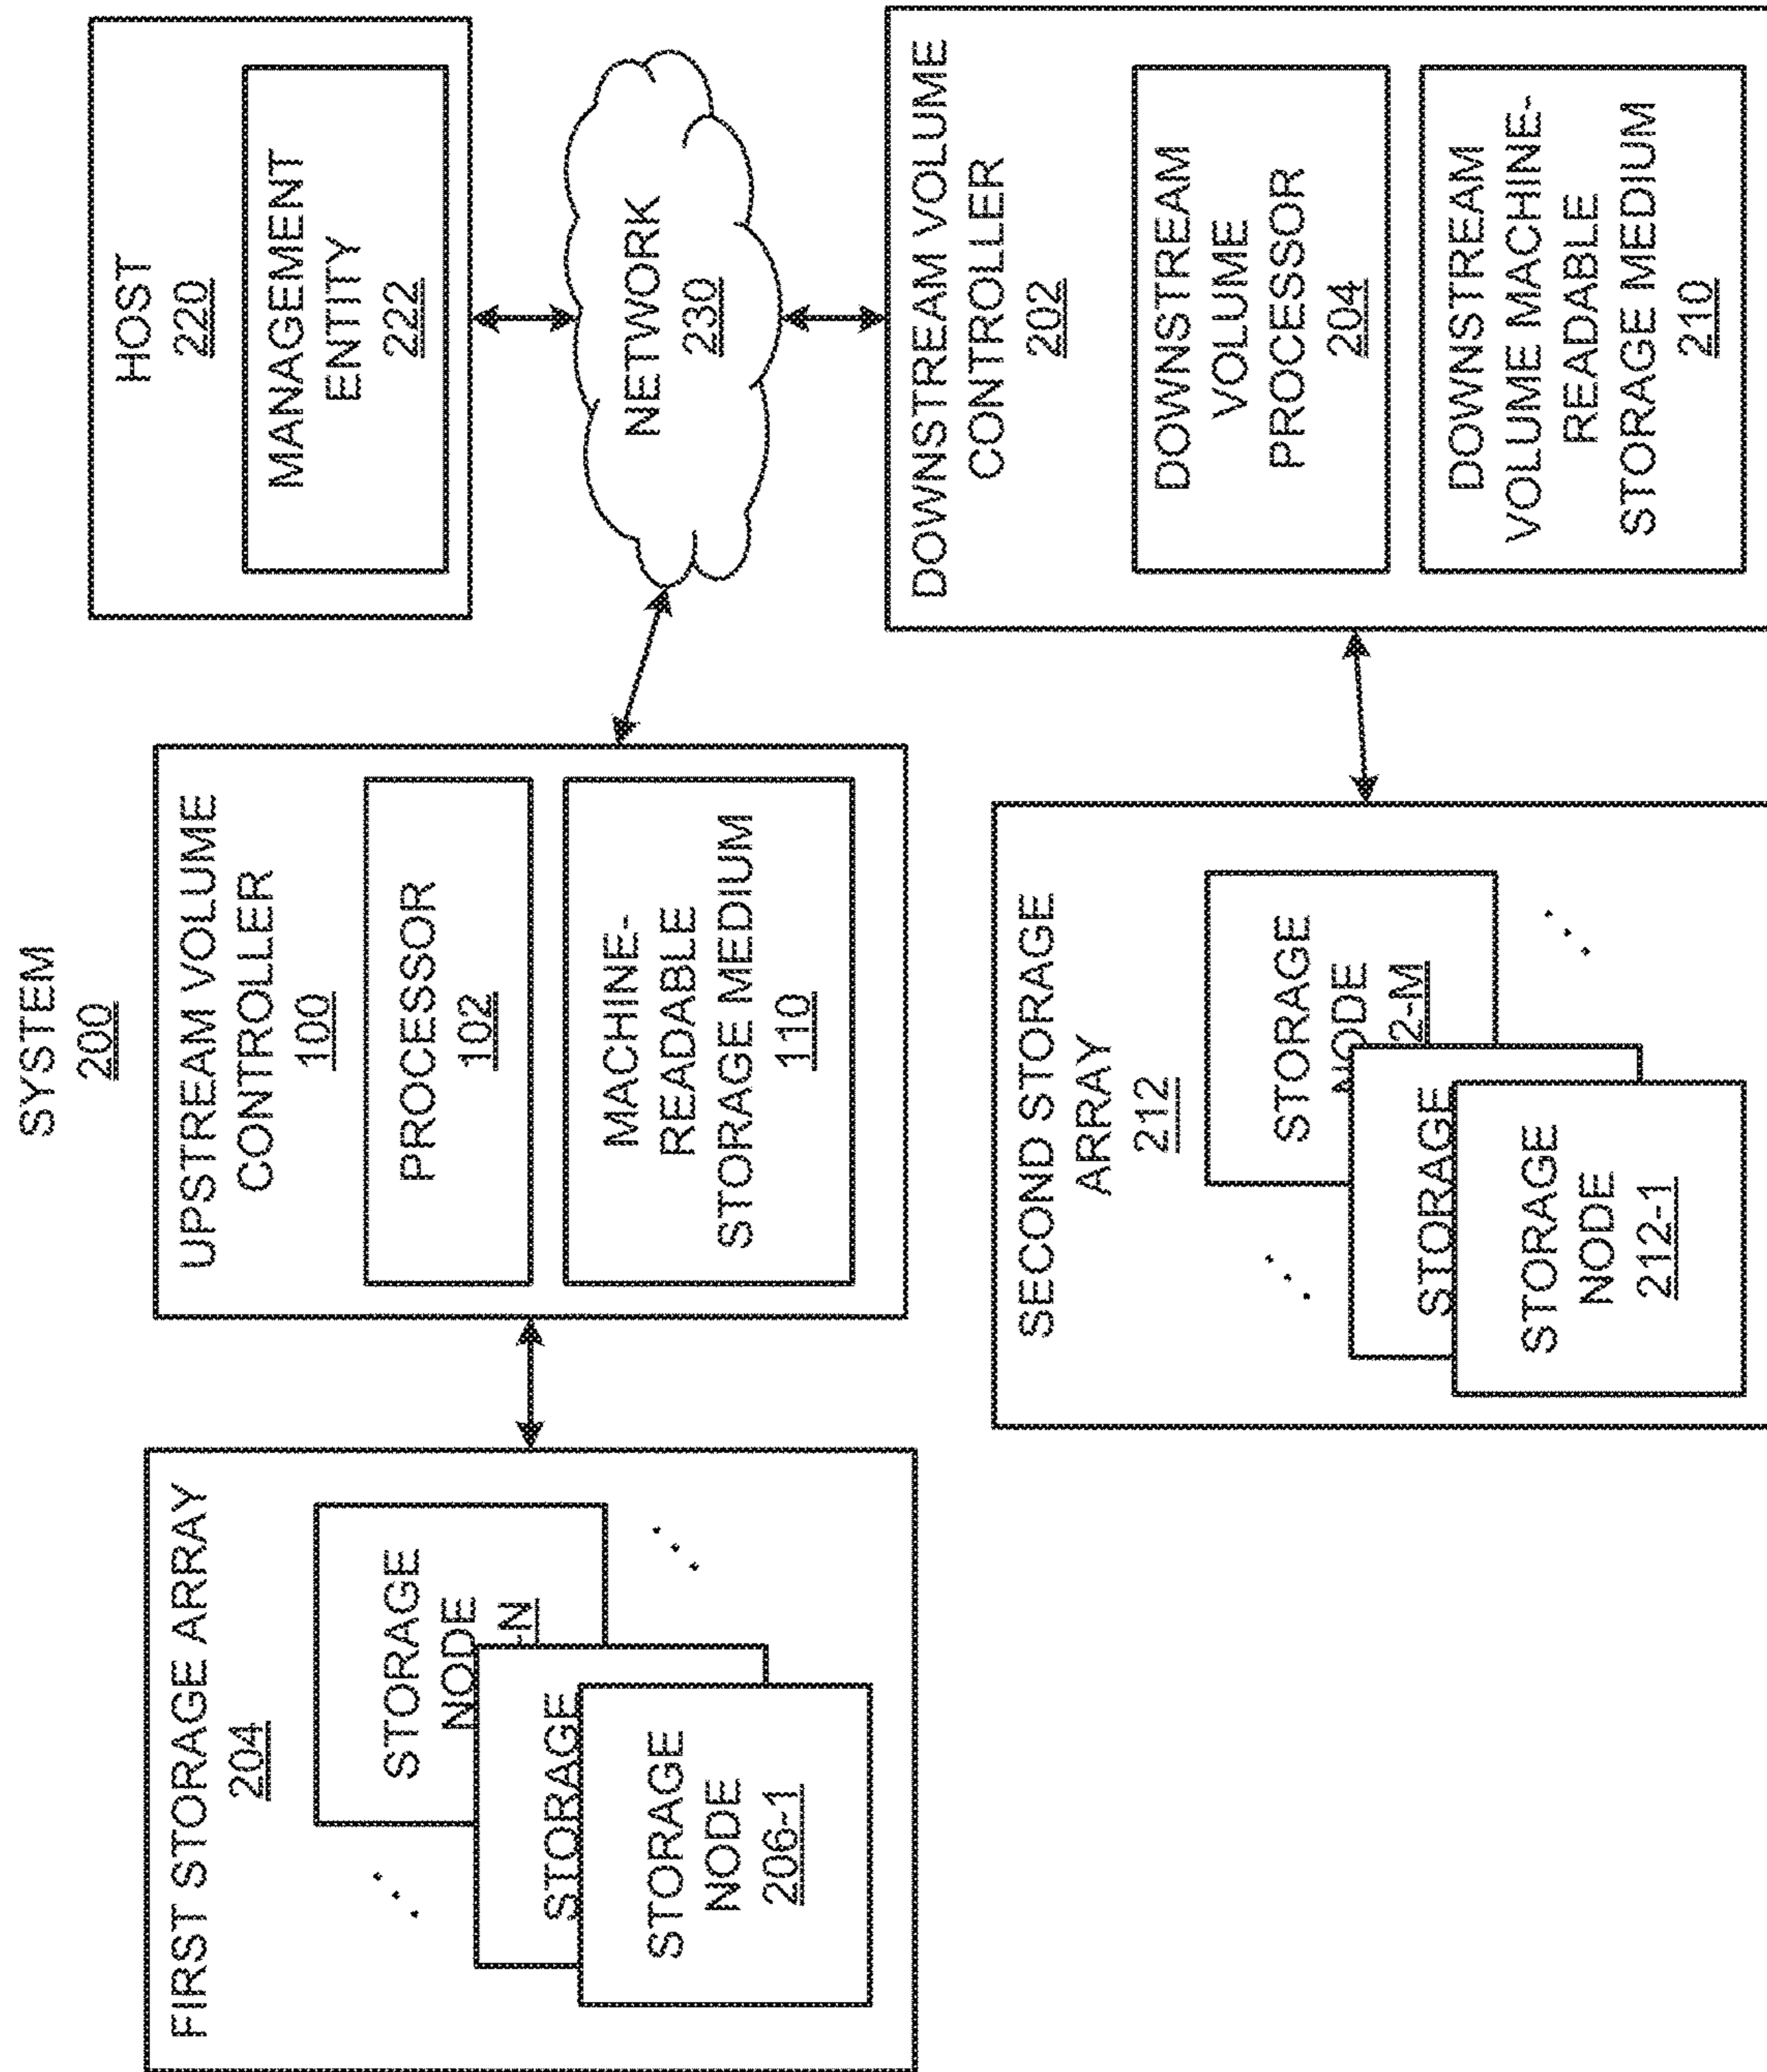 SYSTEM
200
FIRST STORAGE ARRAY
204
STORAGE
NODE
-N
STORAGE
STORAGE
NODE
206-1
UPSTREAM VOLUME
CONTROLLER
100
PROCESSOR
102
MACHINE-
READABLE
STORAGE MEDIUM
110
HOST
220
MANAGEMENT
ENTITY
222
NETWORK
230
SECOND STORAGE
ARRAY
212
STORAGE
NODE
2-M
STORAGE
STORAGE
NODE
212-1
DOWNSTREAM VOLUME
CONTROLLER
202
DOWNSTREAM
VOLUME
PROCESSOR
204
DOWNSTREAM
VOLUME MACHINE-
READABLE
STORAGE MEDIUM
210